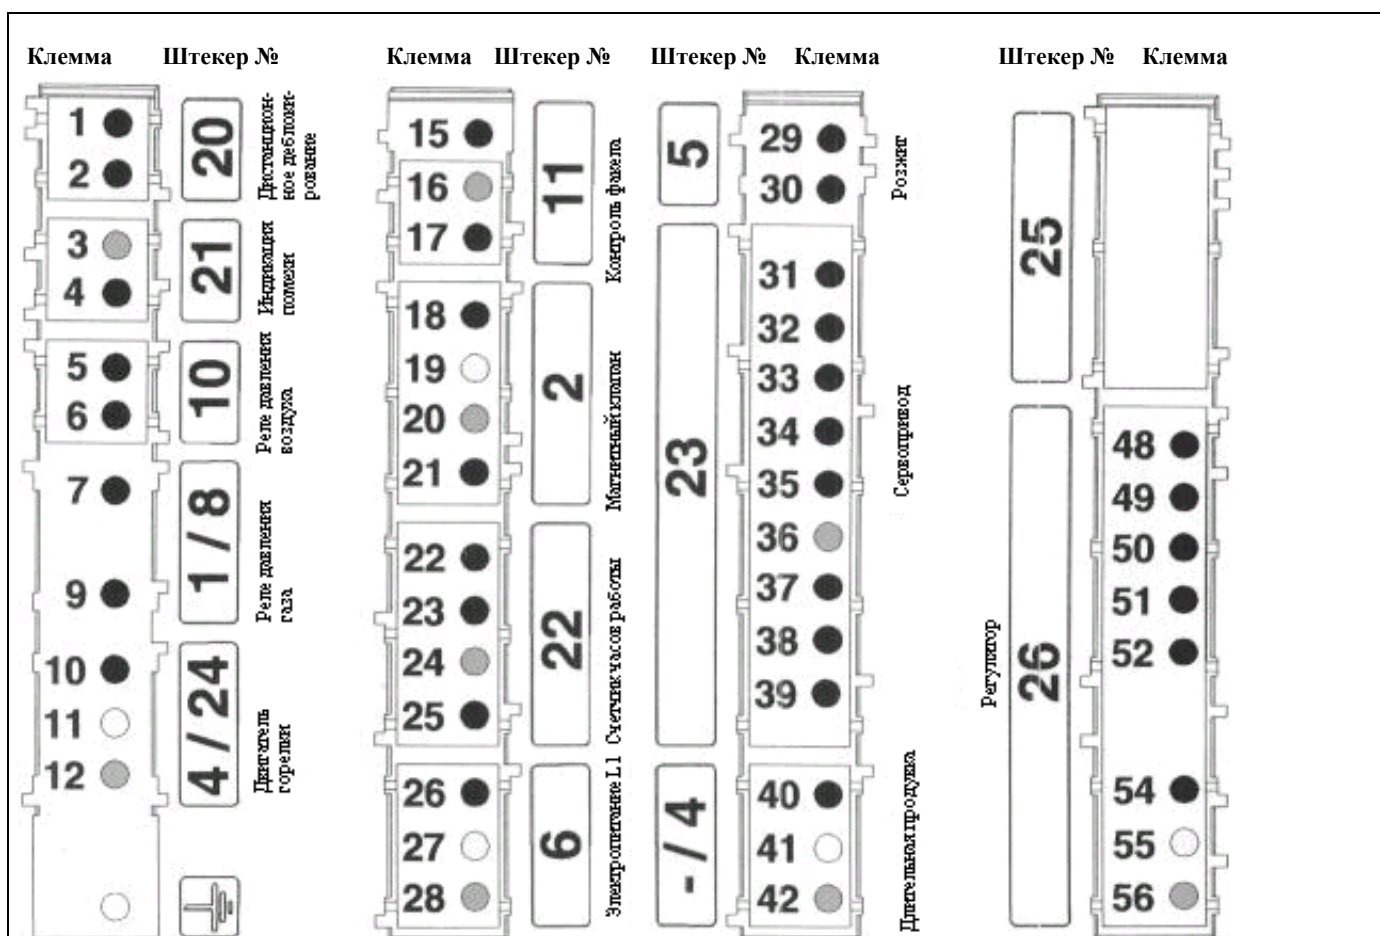 Клемма Штекер №
1
2
20
Дистанцион-
ное деблоки-
рование
3
4
21
Индикация
помехи
5
6
10
Реле давления
воздуха
7
9
1 / 8
Реле давления
газа
10
11
12
4 / 24
Двигатель
горелки
Клемма Штекер №
15
16
17
11
Контроль факела
18
19
20
21
2
Магнитный клапан
22
23
24
25
22
Счетчик часов работы
26
27
28
6
Электропитание L1
Штекер № Клемма
5
29
30
Розжиг
23
31
32
33
34
35
36
37
38
39
Сервопривод
- / 4
40
41
42
Длительная продувка
Штекер № Клемма
25
Регулятор
26
48
49
50
51
52
54
55
56